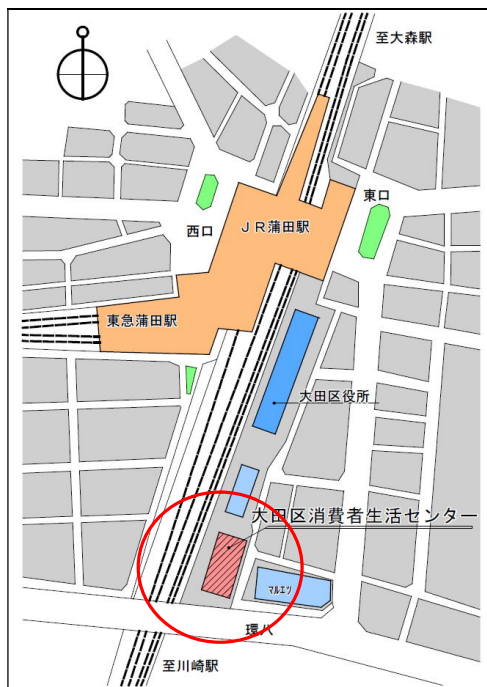 至大森駅
東口
JR蒲田駅
西口
東急蒲田駅
大田区役所
大田区消費者生活センター
マルエツ
環八
至川崎駅